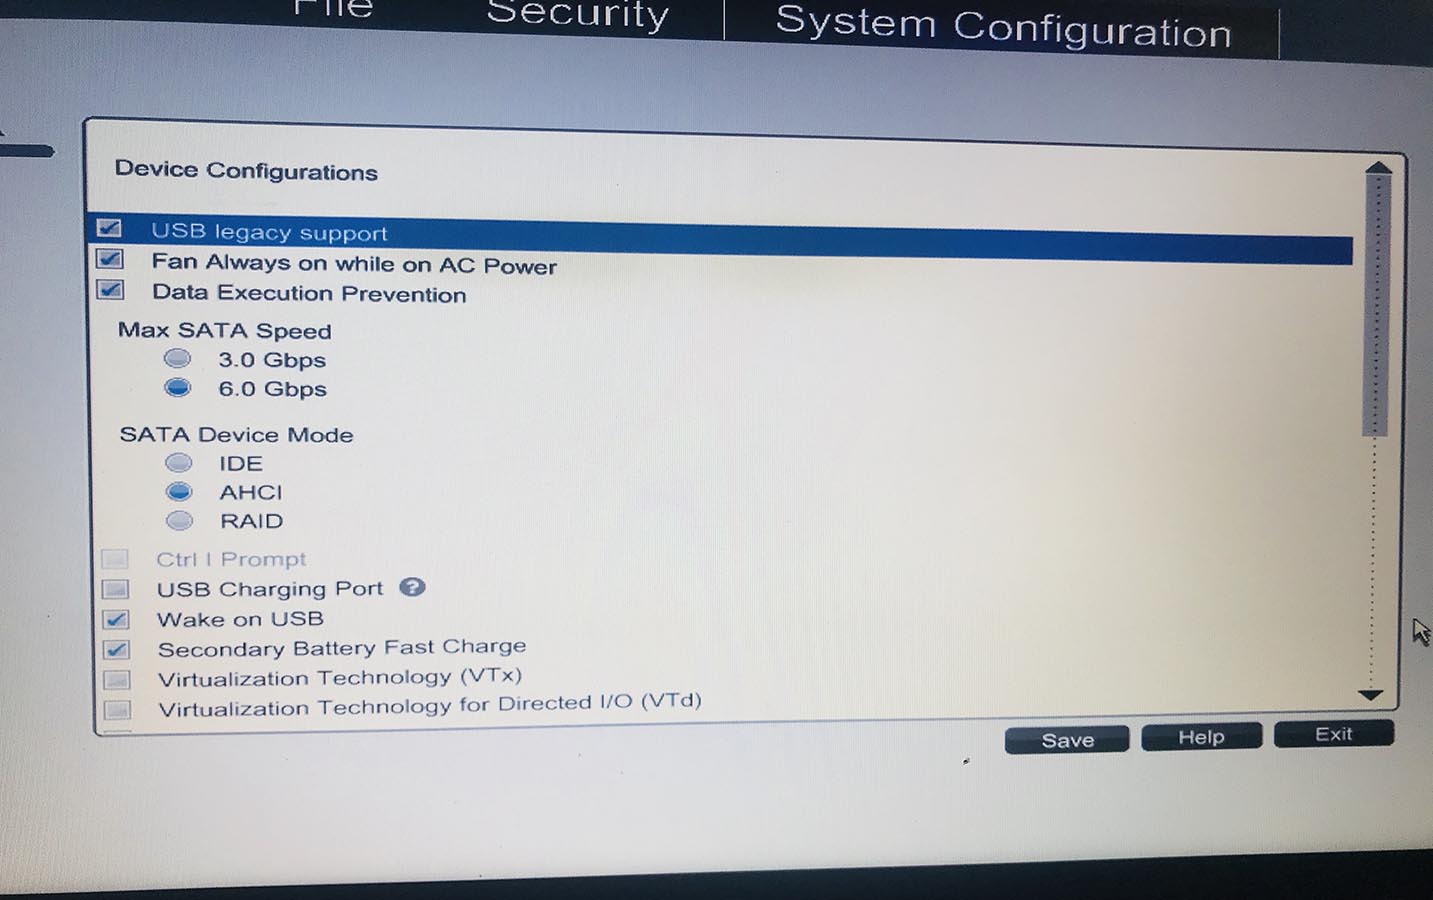 File Security System Configuration
Device Configurations
USB legacy support
Fan Always on while on AC Power
Data Execution Prevention
Max SATA Speed
3.0 Gbps
6.0 Gbps
SATA Device Mode
IDE
AHCI
RAID
Ctrl I Prompt
USB Charging Port ?
Wake on USB
Secondary Battery Fast Charge
Virtualization Technology (VTx)
Virtualization Technology for Directed I/O (VTd)
Save Help Exit